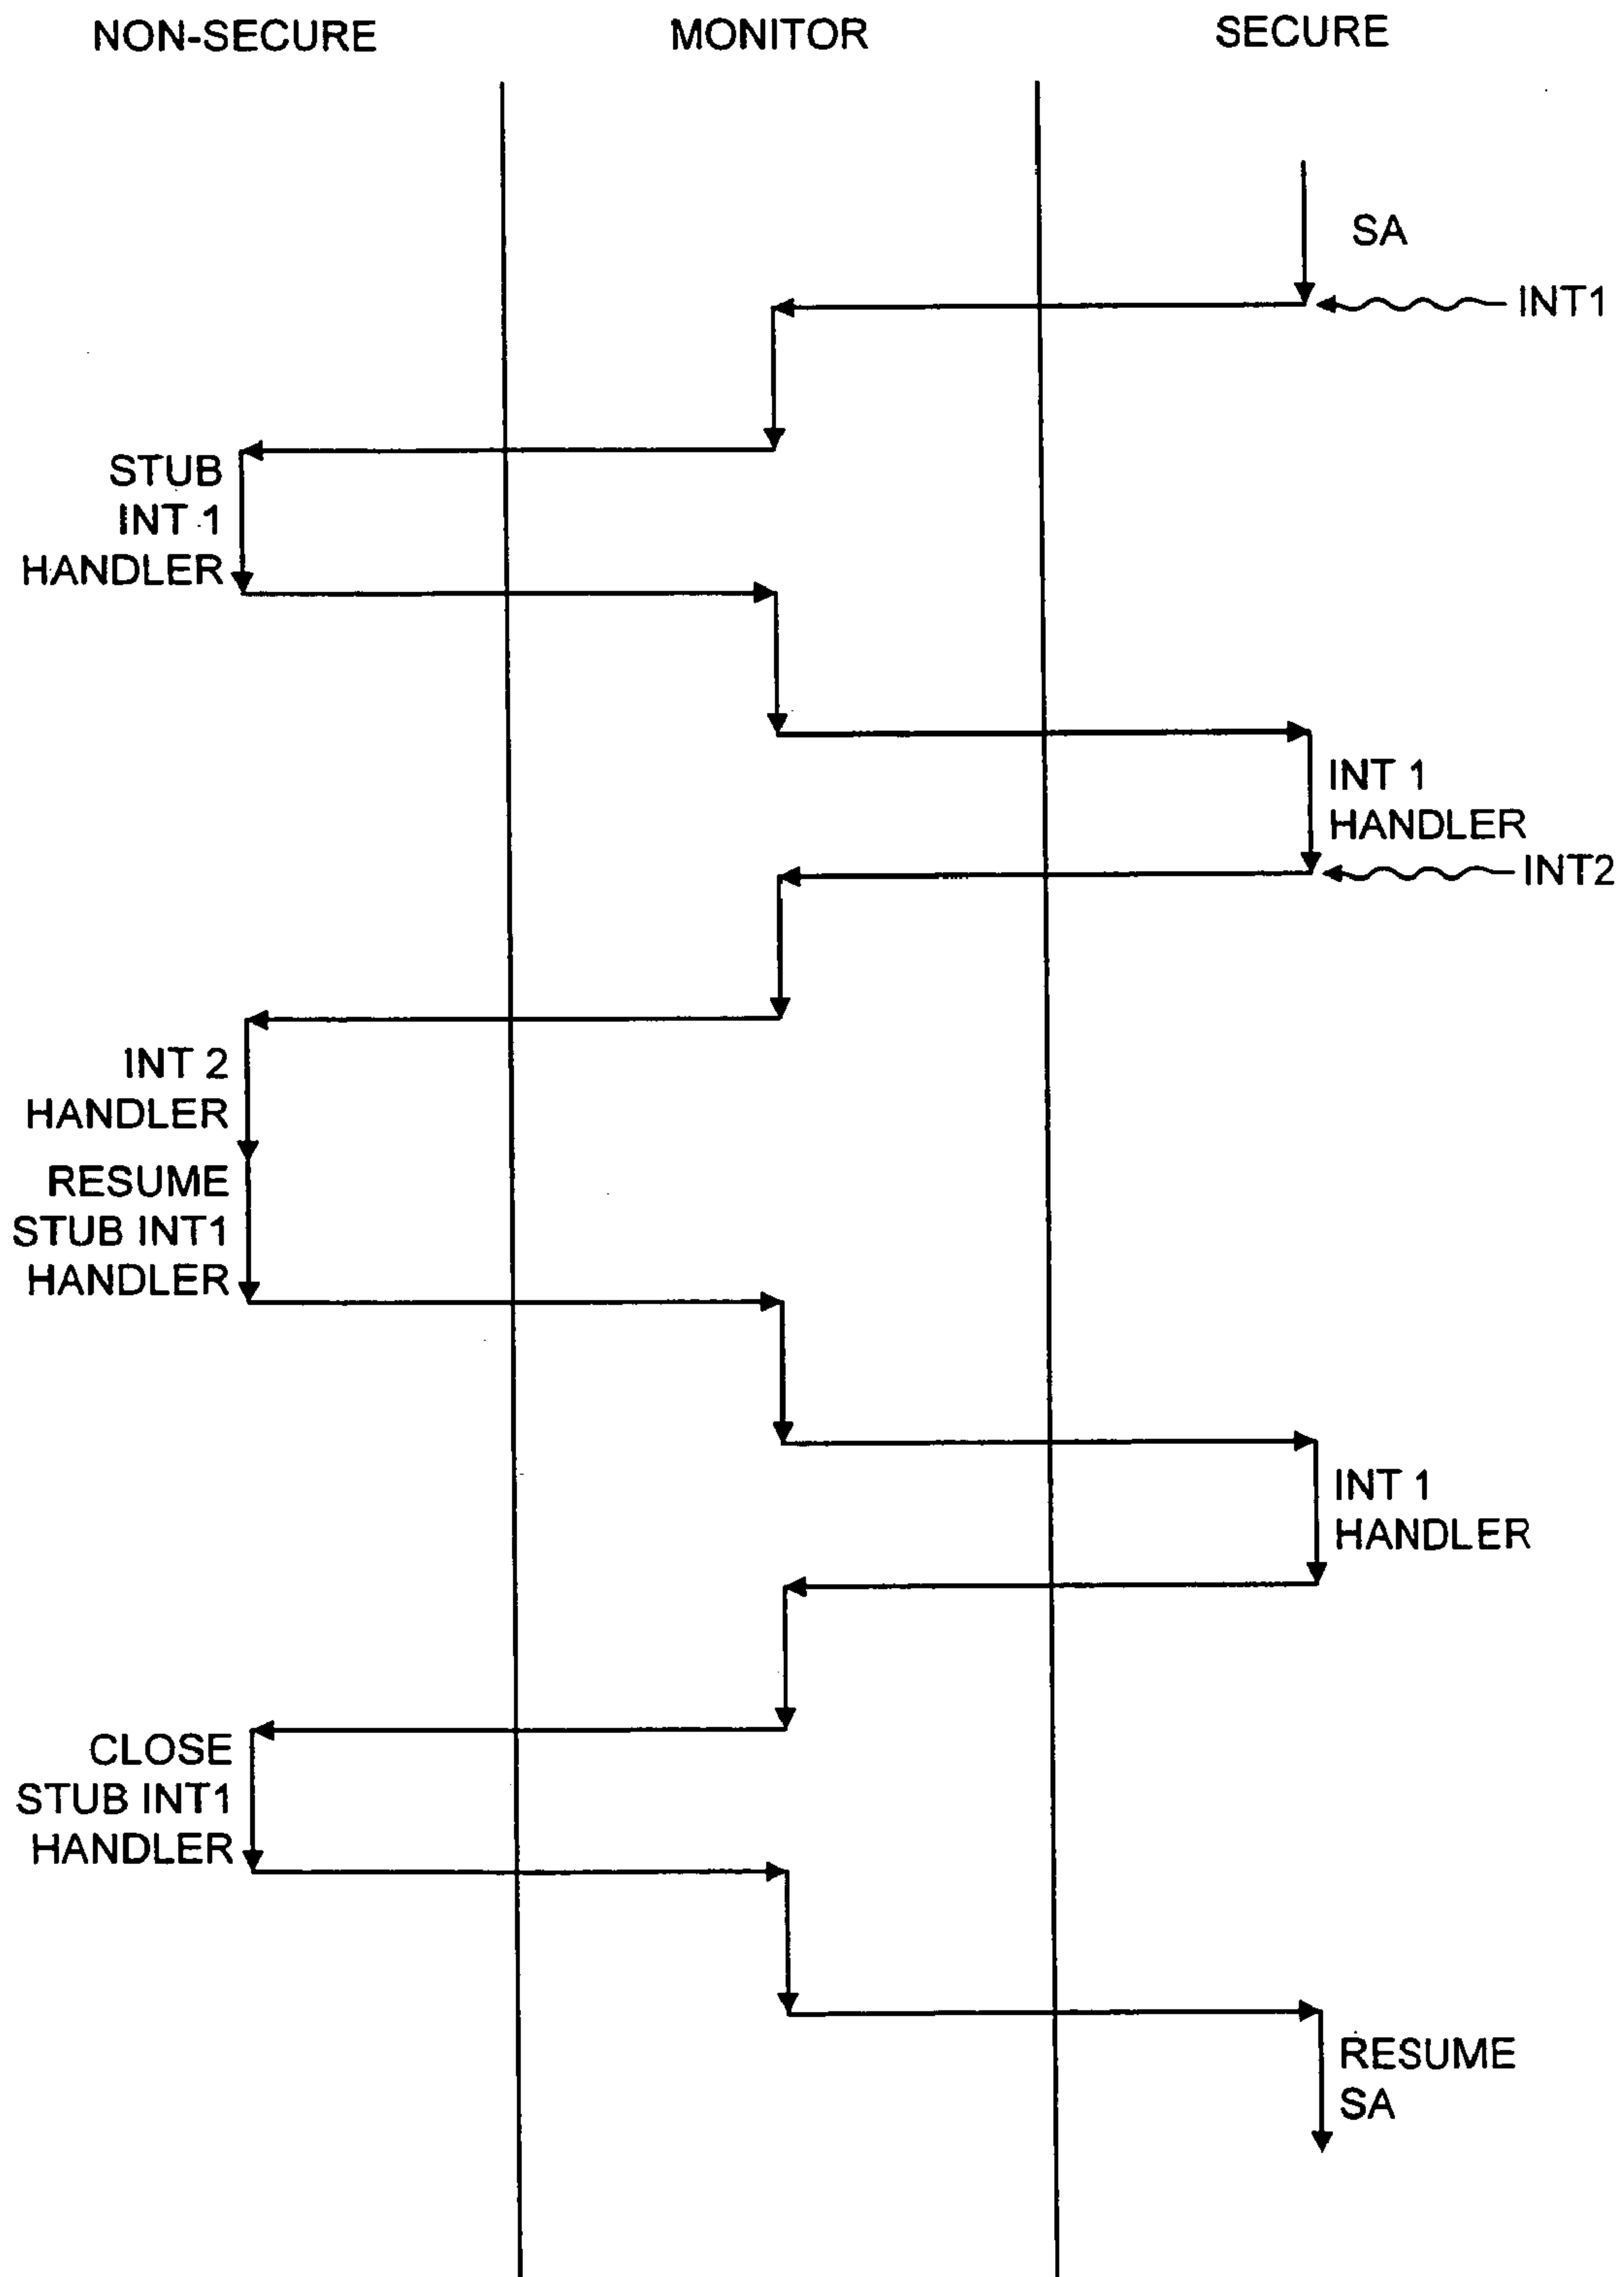 NON-SECURE
MONITOR
SECURE
SA
INT1
STUB
INT 1
HANDLER
INT 1
HANDLER
INT2
INT 2
HANDLER
RESUME
STUB INT1
HANDLER
INT 1
HANDLER
CLOSE
STUB INT1
HANDLER
RESUME
SA